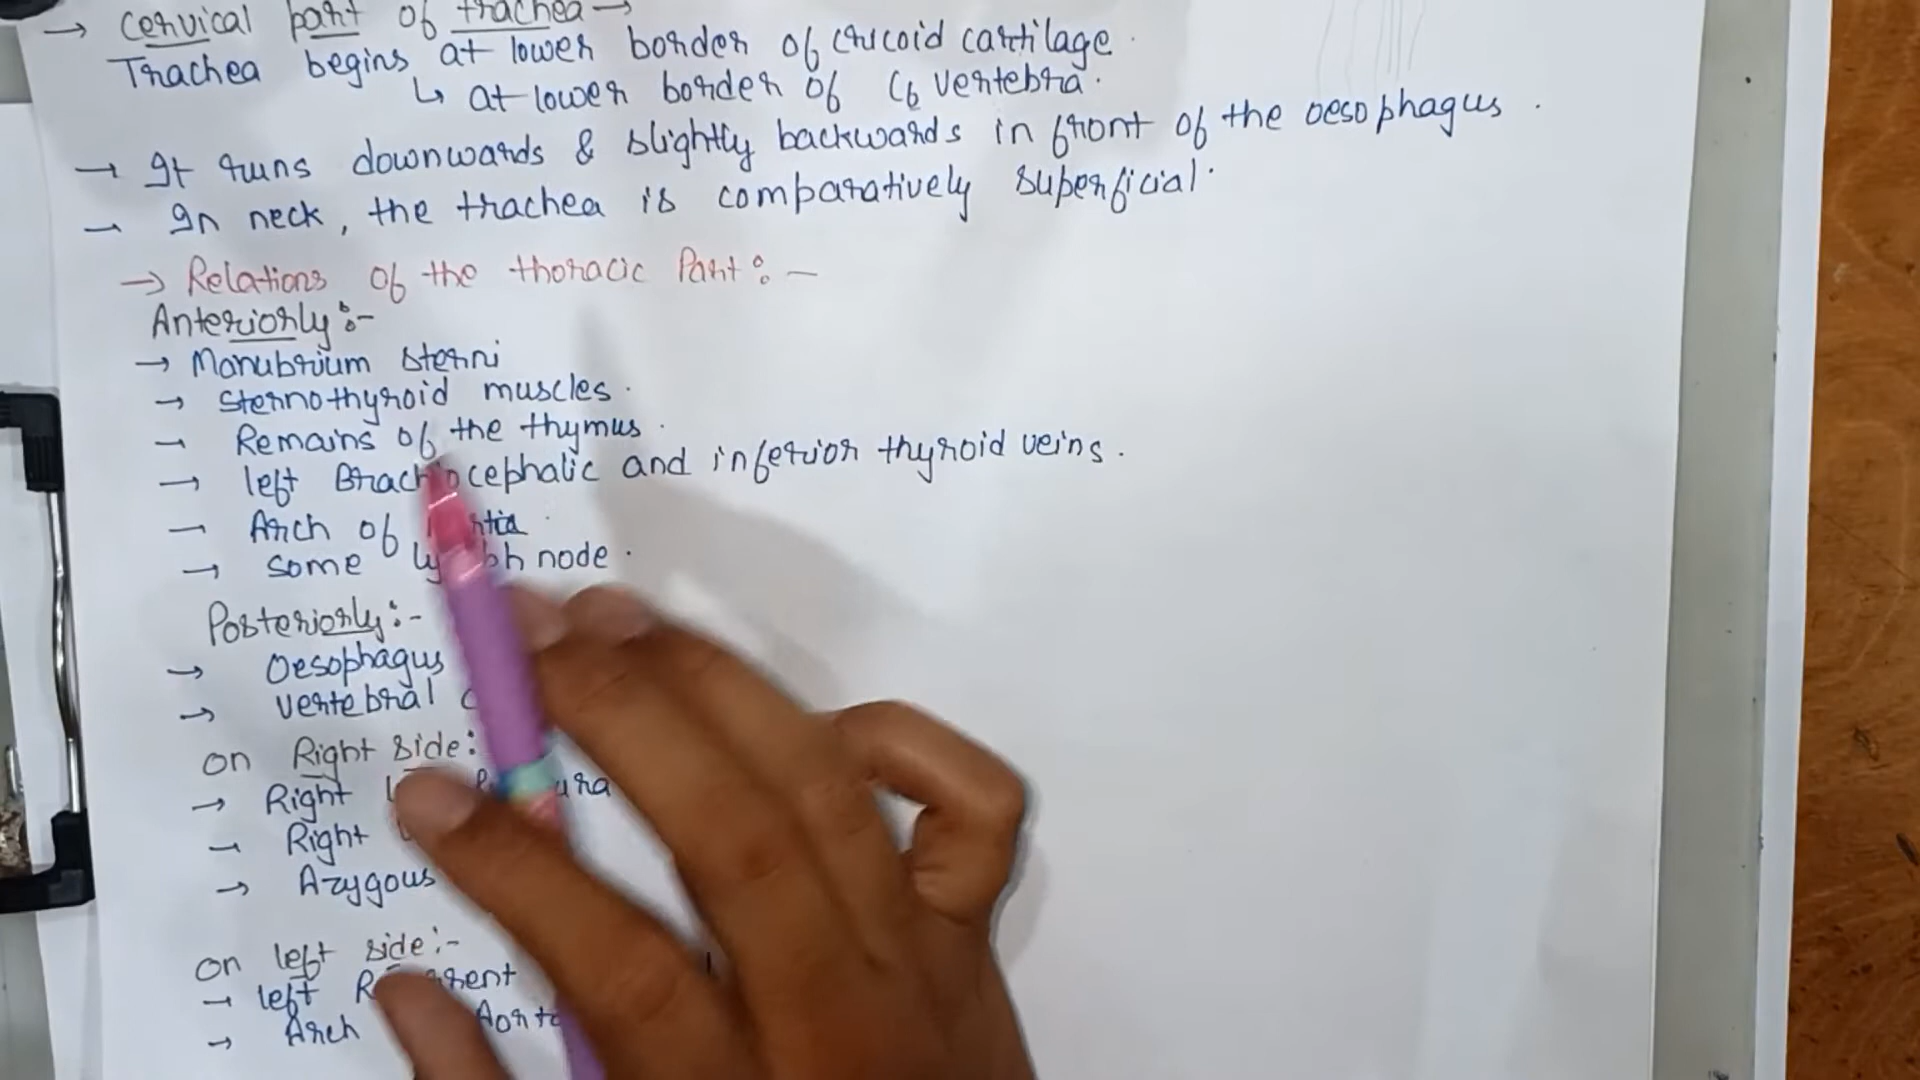 → Cervical part of trachea →
Trachea begins at lower border of cricoid cartilage.
↳ at lower border of C6 vertebra.
→ It runs downwards & slightly backwards in front of the oesophagus.
→ In neck, the trachea is comparatively superficial.
→ Relations of the thoracic Part:-
Anteriorly:-
→ Manubrium sterni
→ Sternothyroid muscles.
→ Remains of the thymus.
→ left Brachiocephalic and inferior thyroid veins.
→ Arch of
→ some node.
Posteriorly:-
→ Oesophagus
→ vertebral
on Right side:
→ Right
→ Right
→ Azygous
on left side:-
→ left
→ Arch Aorta